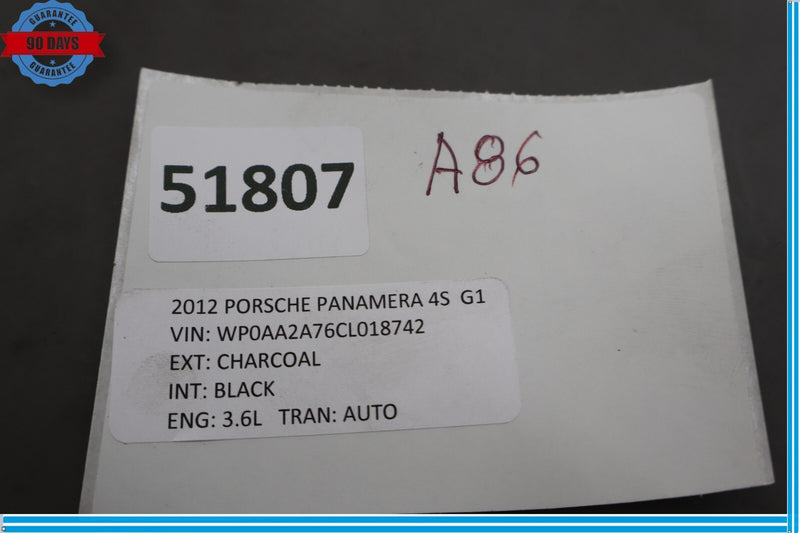 GUARANTEE
90 DAYS
GUARANTEE
51807
A86
2012 PORSCHE PANAMERA 4S G1
VIN: WP0AA2A76CL018742
EXT: CHARCOAL
INT: BLACK
ENG: 3.6L TRAN: AUTO